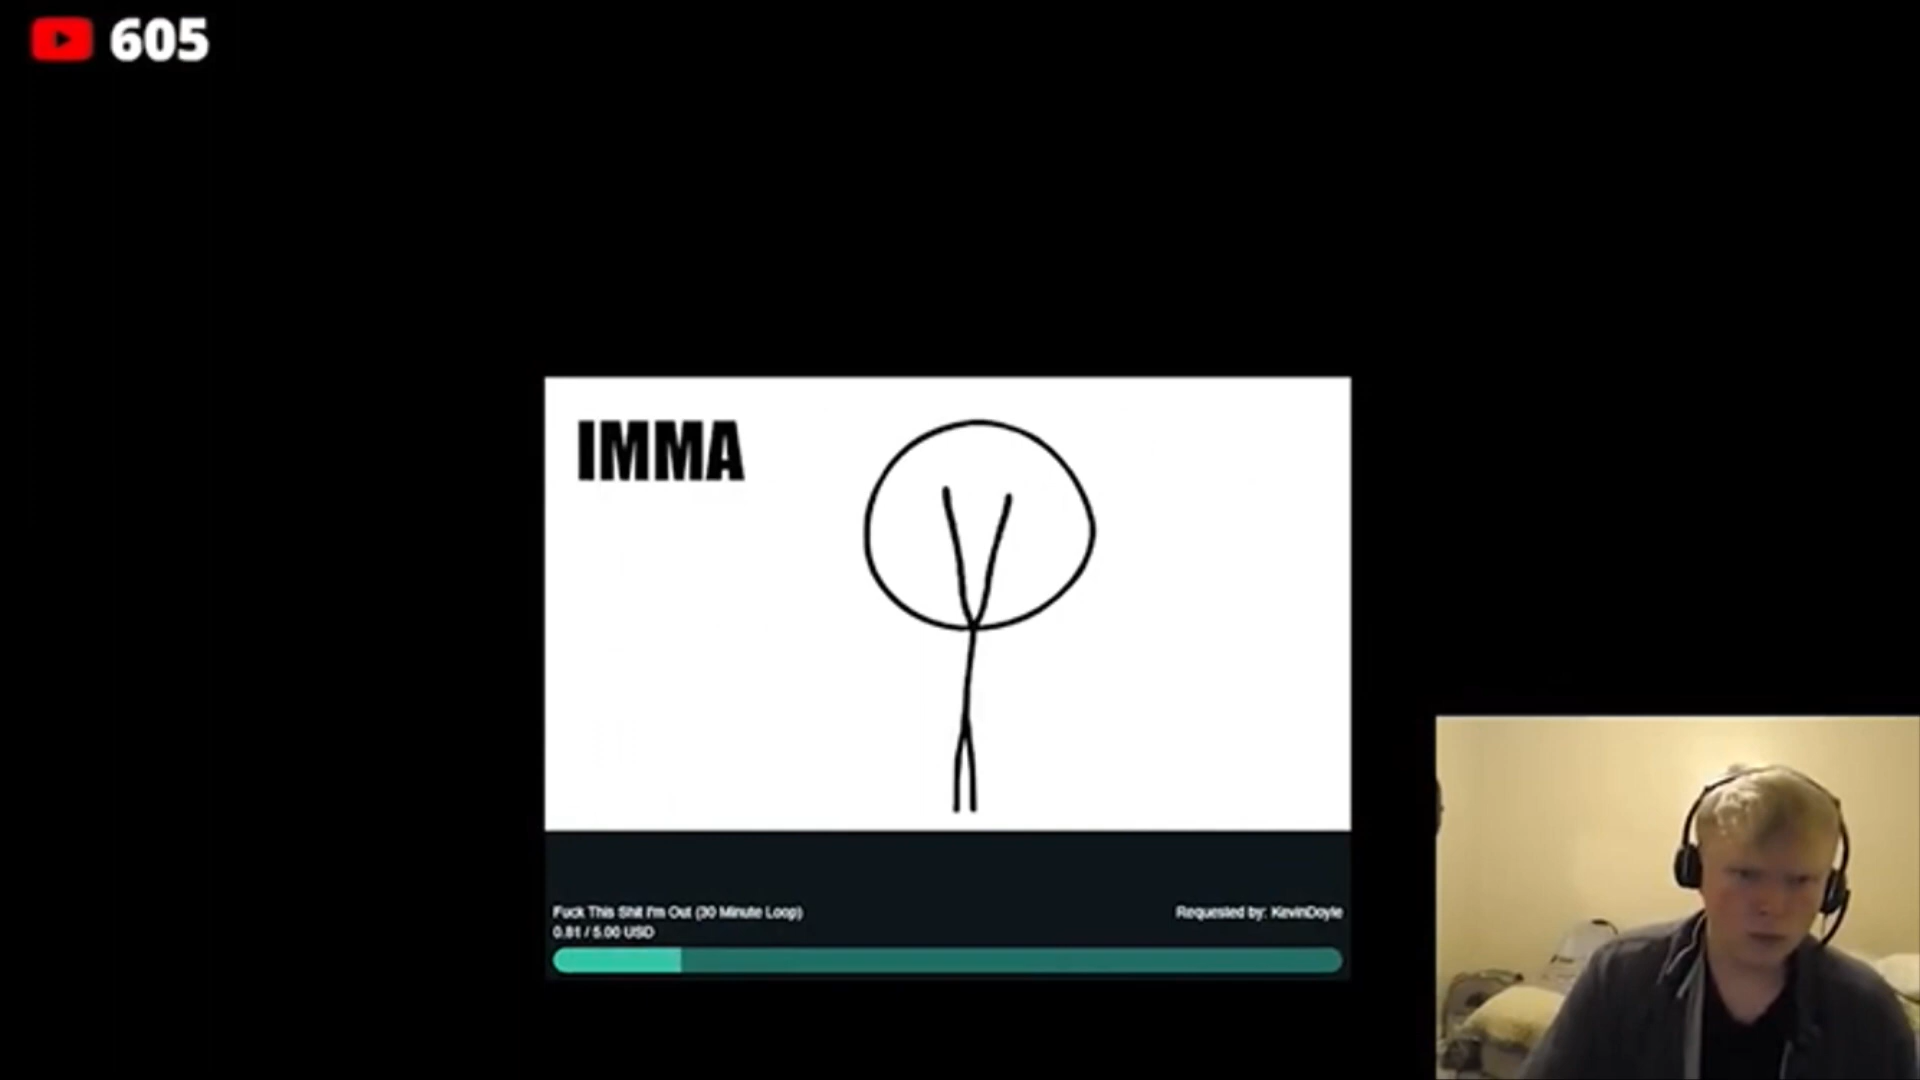 605
IMMA
Fuck This Shit I'm Out (30 Minute Loop)
Requested by: KevinDoyle
0.81 / 5.00 USD